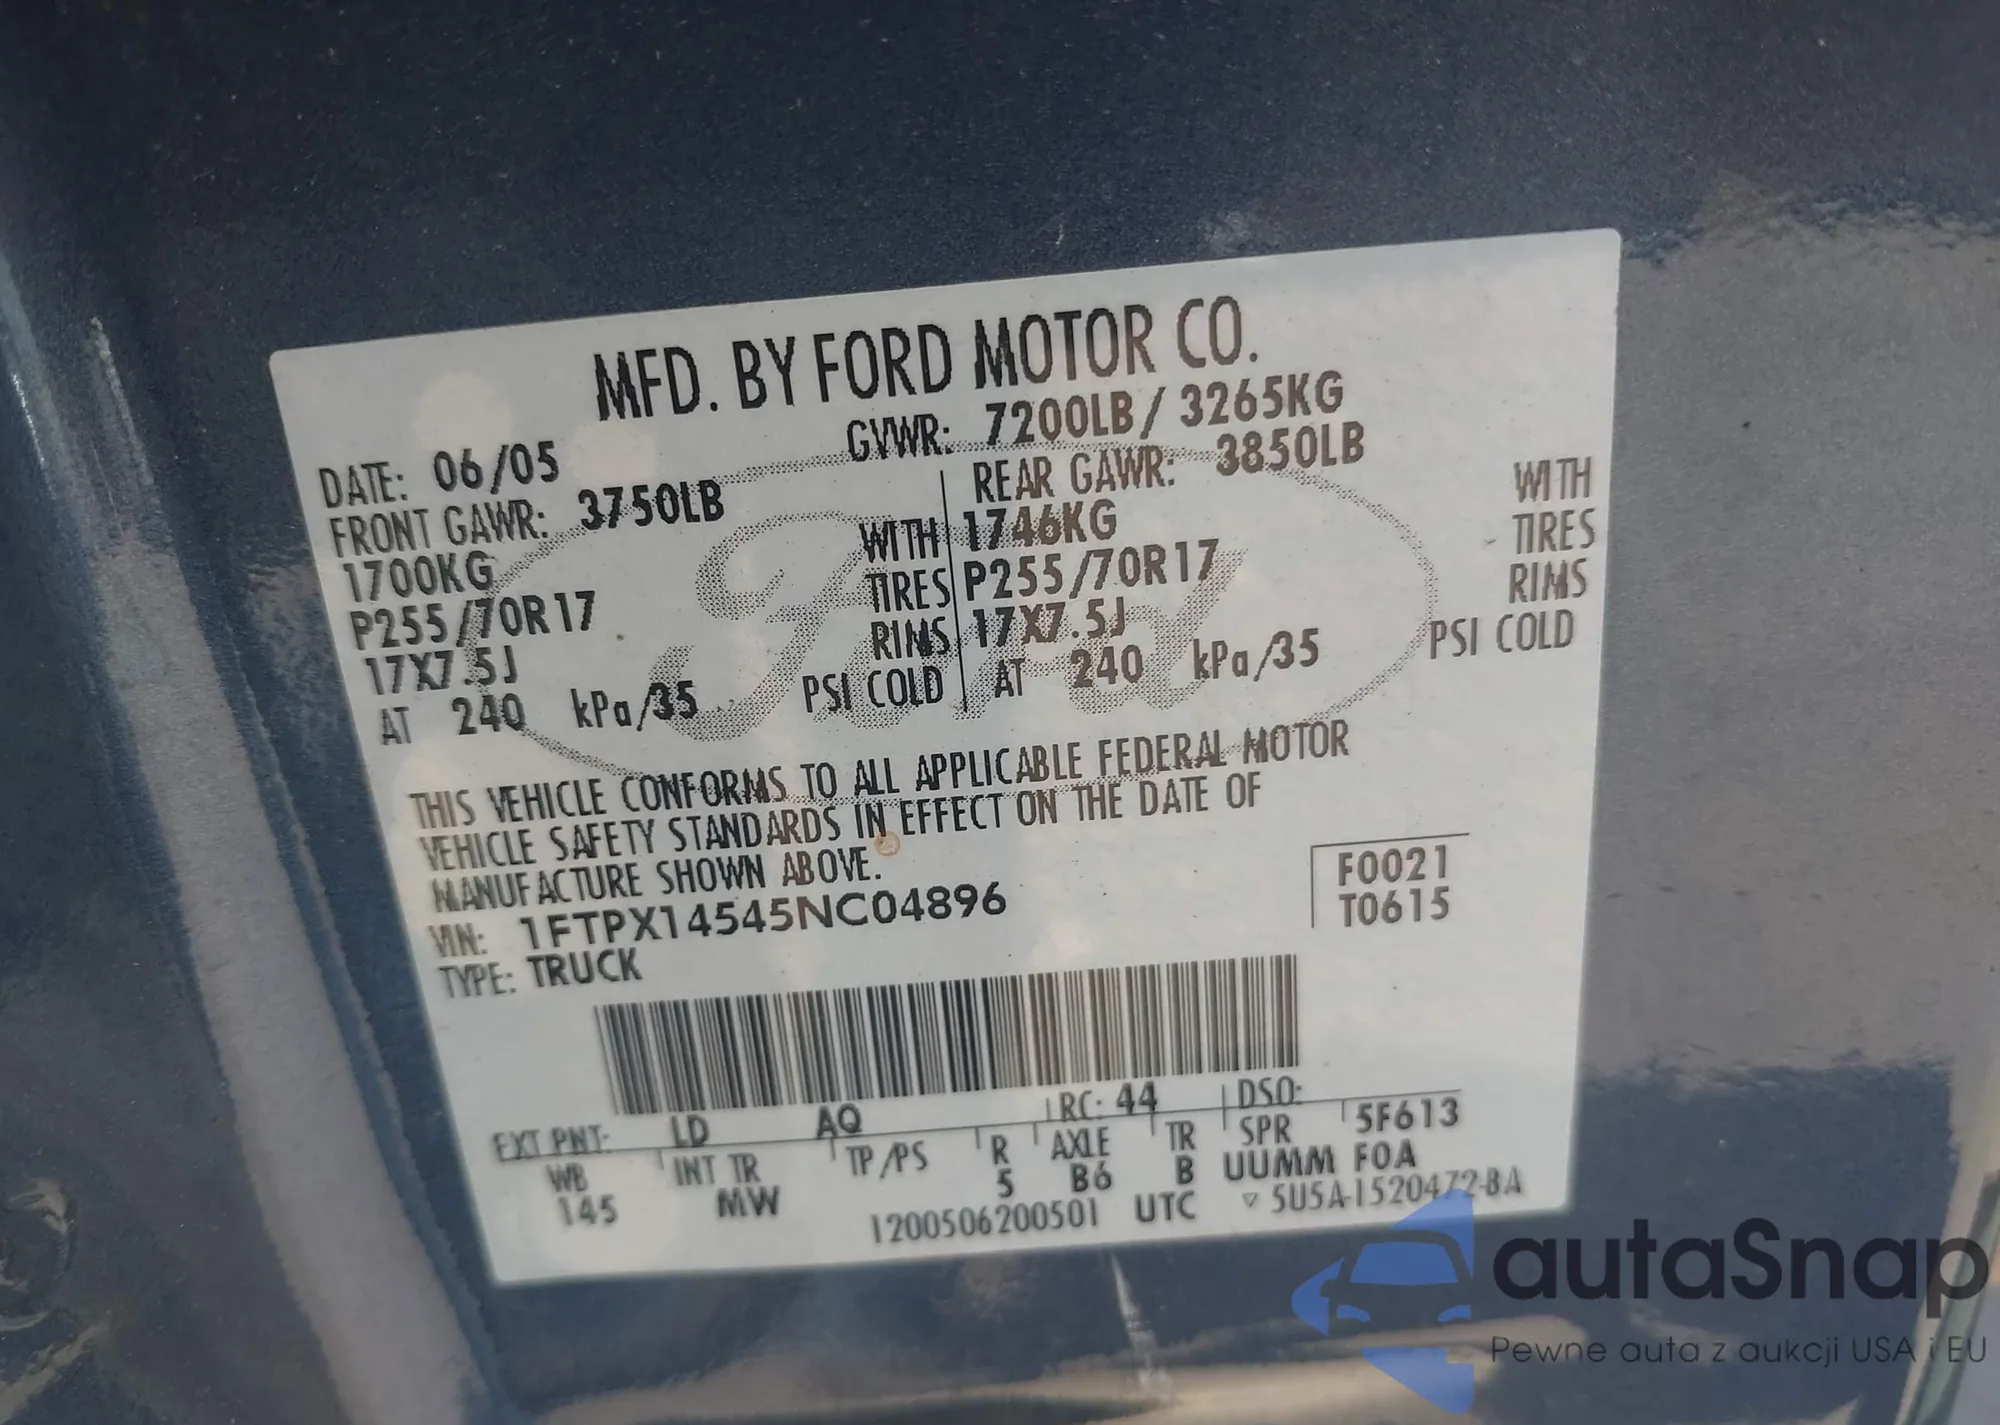 MFD. BY FORD MOTOR CO.
DATE: 06/05 GVWR: 7200LB / 3265KG
FRONT GAWR: 3750LB REAR GAWR: 3850LB
1700KG WITH 1746KG WITH
P255/70R17 TIRES P255/70R17 TIRES
17X7.5J RIMS 17X7.5J RIMS
AT 240 kPa/35 PSI COLD AT 240 kPa/35 PSI COLD
Ford
THIS VEHICLE CONFORMS TO ALL APPLICABLE FEDERAL MOTOR
VEHICLE SAFETY STANDARDS IN EFFECT ON THE DATE OF
MANUFACTURE SHOWN ABOVE.
VIN: 1FTPX14545NC04896
TYPE: TRUCK
F0021
T0615
EXT PNT: LD AQ RC: 44 DSO:
WB INT TR TP/PS R AXLE TR SPR 5F613
145 MW 5 B6 B UUMM FOA
1200506200501 UTC ▽ 5U5A-1520472-BA
autaSnap
Pewne auta z aukcji USA i EU